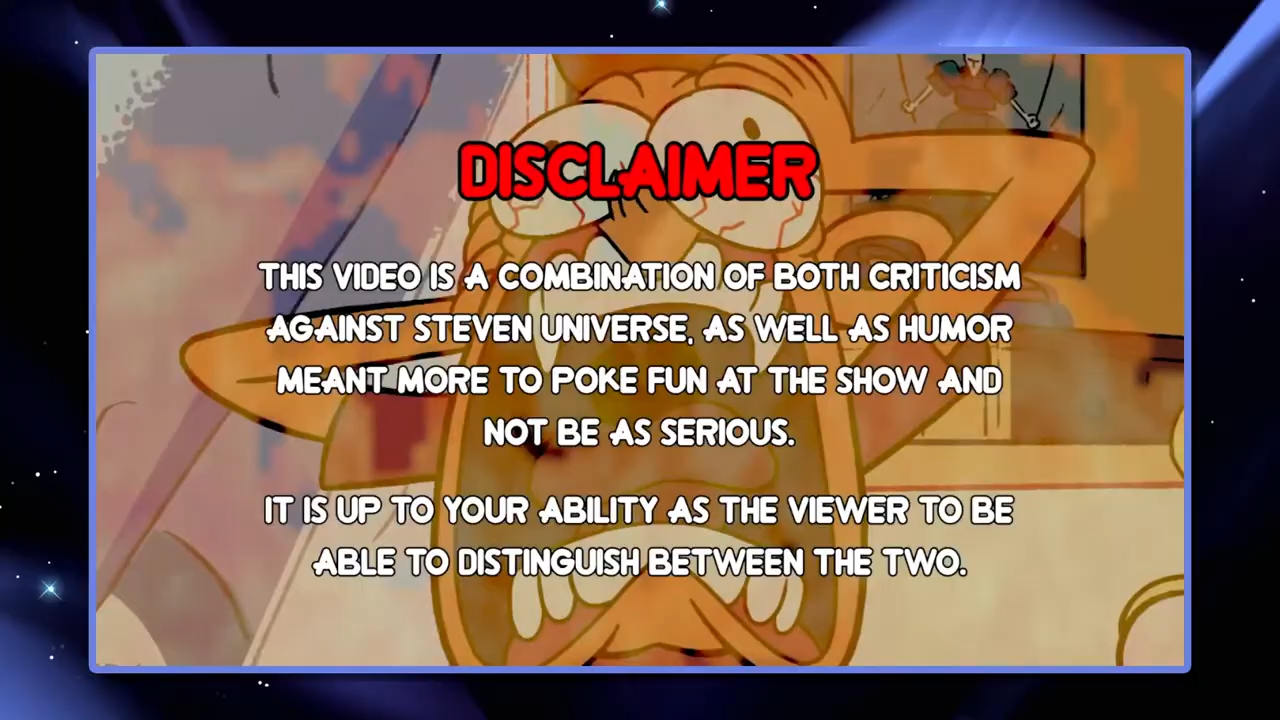 DISCLAIMER
THIS VIDEO IS A COMBINATION OF BOTH CRITICISM
AGAINST STEVEN UNIVERSE, AS WELL AS HUMOR
MEANT MORE TO POKE FUN AT THE SHOW AND
NOT BE AS SERIOUS.
IT IS UP TO YOUR ABILITY AS THE VIEWER TO BE
ABLE TO DISTINGUISH BETWEEN THE TWO.